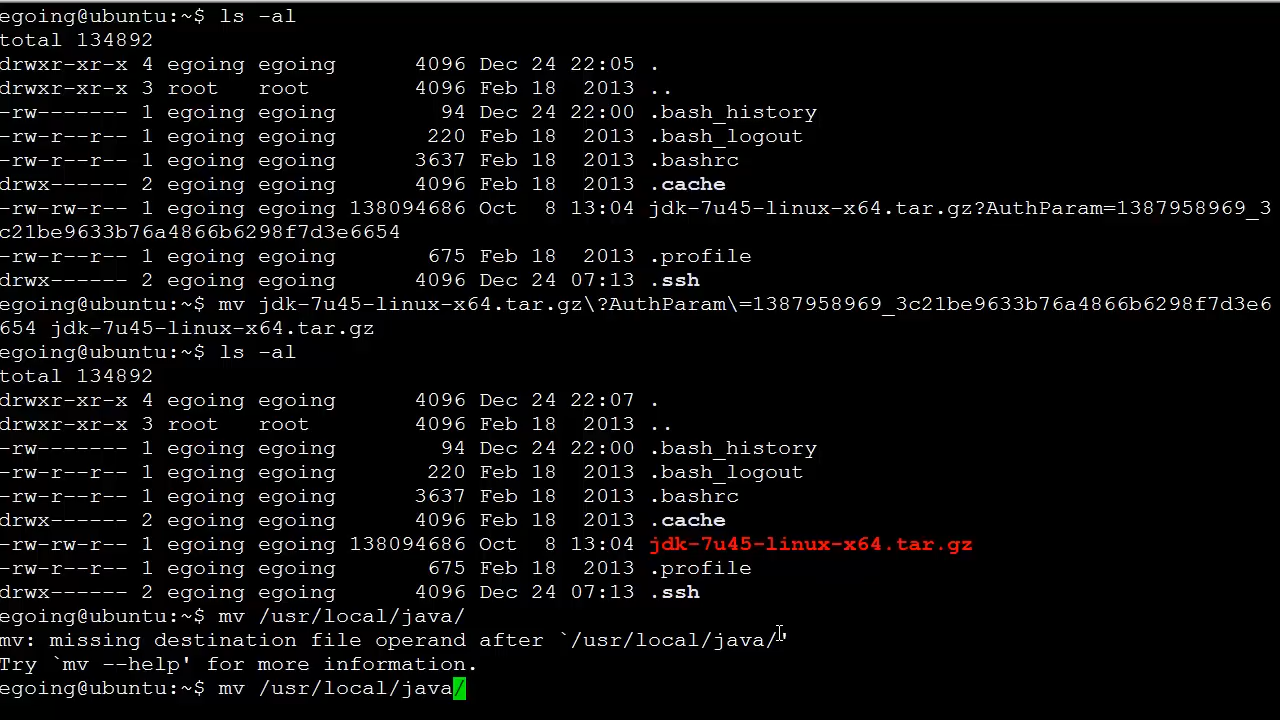 egoing@ubuntu:~$ ls -al
total 134892
drwxr-xr-x 4 egoing egoing      4096 Dec 24 22:05 .
drwxr-xr-x 3 root   root        4096 Feb 18  2013 ..
-rw------- 1 egoing egoing        94 Dec 24 22:00 .bash_history
-rw-r--r-- 1 egoing egoing       220 Feb 18  2013 .bash_logout
-rw-r--r-- 1 egoing egoing      3637 Feb 18  2013 .bashrc
drwx------ 2 egoing egoing      4096 Feb 18  2013 .cache
-rw-rw-r-- 1 egoing egoing 138094686 Oct  8 13:04 jdk-7u45-linux-x64.tar.gz?AuthParam=1387958969_3
c21be9633b76a4866b6298f7d3e6654
-rw-r--r-- 1 egoing egoing       675 Feb 18  2013 .profile
drwx------ 2 egoing egoing      4096 Dec 24 07:13 .ssh
egoing@ubuntu:~$ mv jdk-7u45-linux-x64.tar.gz\?AuthParam\=1387958969_3c21be9633b76a4866b6298f7d3e6
654 jdk-7u45-linux-x64.tar.gz
egoing@ubuntu:~$ ls -al
total 134892
drwxr-xr-x 4 egoing egoing      4096 Dec 24 22:07 .
drwxr-xr-x 3 root   root        4096 Feb 18  2013 ..
-rw------- 1 egoing egoing        94 Dec 24 22:00 .bash_history
-rw-r--r-- 1 egoing egoing       220 Feb 18  2013 .bash_logout
-rw-r--r-- 1 egoing egoing      3637 Feb 18  2013 .bashrc
drwx------ 2 egoing egoing      4096 Feb 18  2013 .cache
-rw-rw-r-- 1 egoing egoing 138094686 Oct  8 13:04 jdk-7u45-linux-x64.tar.gz
-rw-r--r-- 1 egoing egoing       675 Feb 18  2013 .profile
drwx------ 2 egoing egoing      4096 Dec 24 07:13 .ssh
egoing@ubuntu:~$ mv /usr/local/java/
mv: missing destination file operand after `/usr/local/java/'
Try `mv --help' for more information.
egoing@ubuntu:~$ mv /usr/local/java/